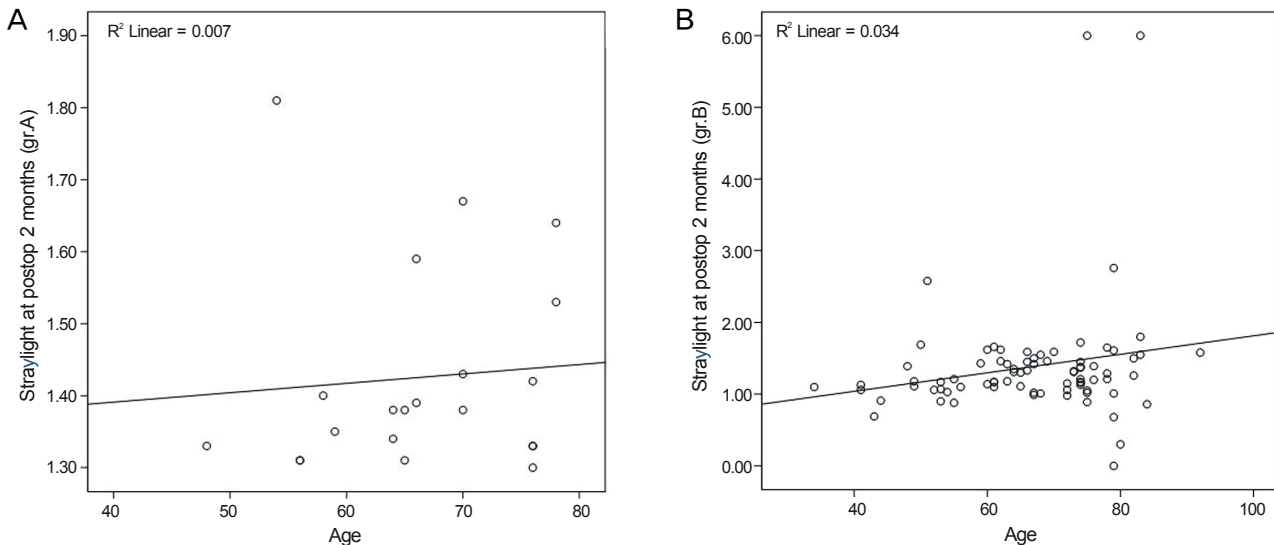 A
R² Linear = 0.007
1.90
1.80
1.70
1.60
1.50
1.40
1.30
Straylight at postop 2 months (gr.A)
40 50 60 70 80
Age
B
R² Linear = 0.034
6.00
5.00
4.00
3.00
2.00
1.00
0.00
Straylight at postop 2 months (gr.B)
40 60 80 100
Age